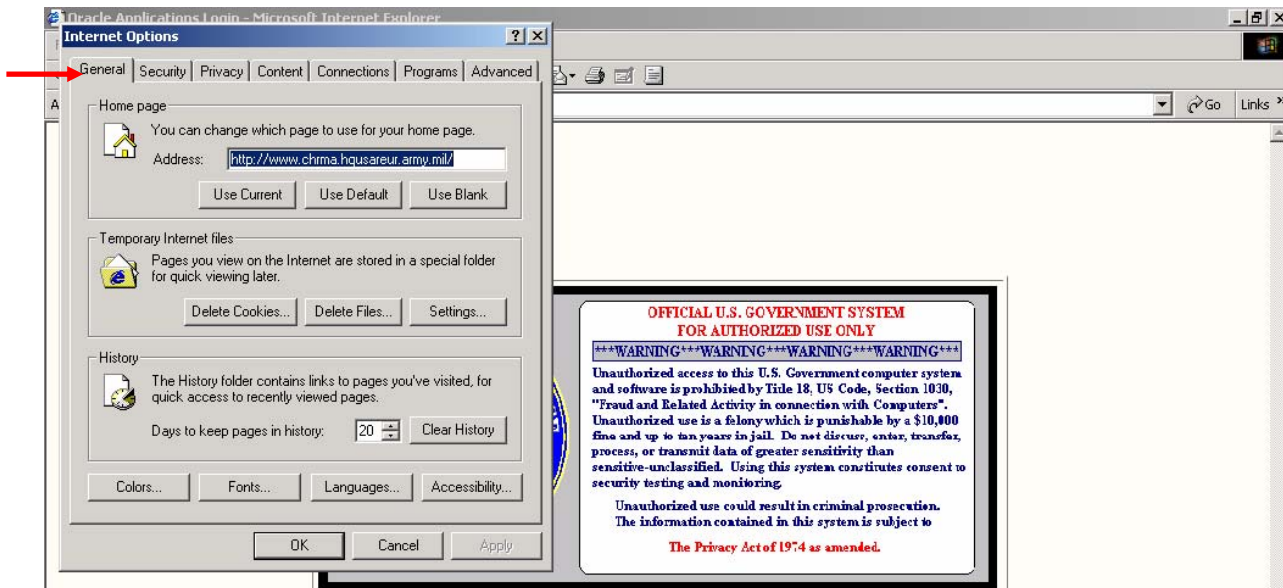 Oracle Applications Login - Microsoft Internet Explorer
Internet Options
General Security Privacy Content Connections Programs Advanced
Home page
You can change which page to use for your home page.
Address: http://www.chrma.hqusareur.army.mil/
Use Current Use Default Use Blank
Temporary Internet files
Pages you view on the Internet are stored in a special folder
for quick viewing later.
Delete Cookies... Delete Files... Settings...
History
The History folder contains links to pages you've visited, for
quick access to recently viewed pages.
Days to keep pages in history: 20 Clear History
Colors... Fonts... Languages... Accessibility...
OK Cancel Apply
Go Links »
OFFICIAL U.S. GOVERNMENT SYSTEM
FOR AUTHORIZED USE ONLY
***WARNING***WARNING***WARNING***WARNING***
Unauthorized access to this U.S. Government computer system
and software is prohibited by Title 18, US Code, Section 1030,
"Fraud and Related Activity in connection with Computers".
Unauthorized use is a felony which is punishable by a $10,000
fine and up to ten years in jail. Do not discuss, enter, transfer,
process, or transmit data of greater sensitivity than
sensitive-unclassified. Using this system constitutes consent to
security testing and monitoring.
Unauthorized use could result in criminal prosecution.
The information contained in this system is subject to
The Privacy Act of 1974 as amended.